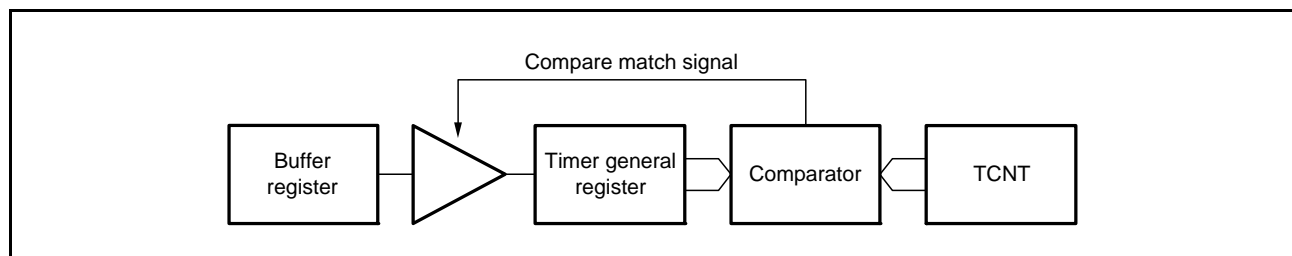 Compare match signal
Buffer
register
Timer general
register
Comparator
TCNT